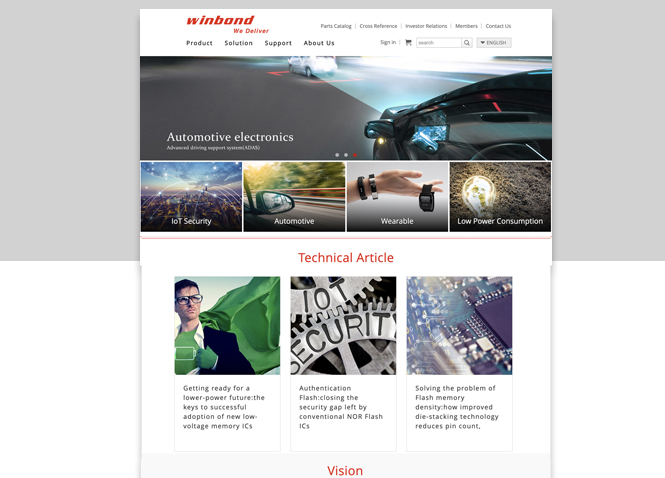 winbond
We Deliver
Parts Catalog | Cross Reference | Investor Relations | Members | Contact Us
Product Solution Support About Us
Sign in | search ENGLISH
Automotive electronics
Advanced driving support system(ADAS)
IoT Security
Automotive
Wearable
Low Power Consumption
Technical Article
IOT
SECURITY
Getting ready for a
lower-power future:the
keys to successful
adoption of new low-
voltage memory ICs
Authentication
Flash:closing the
security gap left by
conventional NOR Flash
ICs
Solving the problem of
Flash memory
density:how improved
die-stacking technology
reduces pin count,
Vision